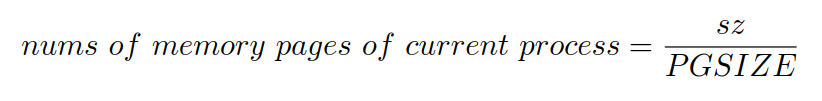 nums of memory pages of current process = sz / PGSIZE